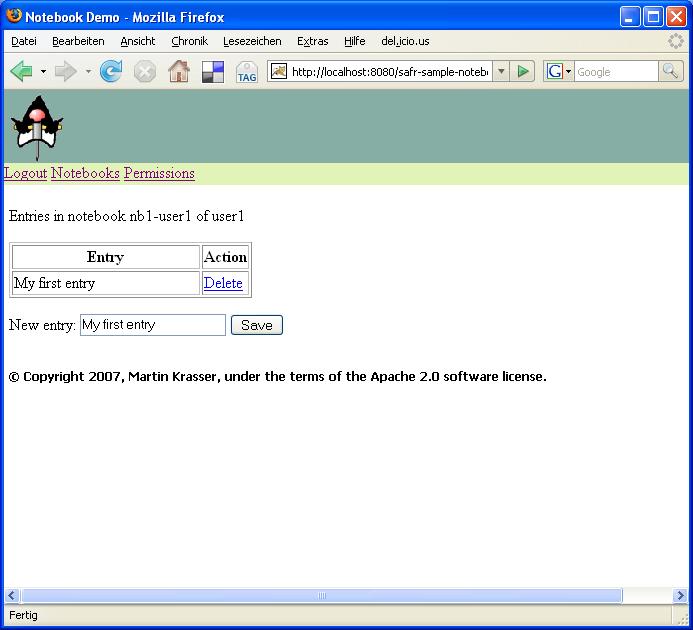 Notebook Demo - Mozilla Firefox
Datei Bearbeiten Ansicht Chronik Lesezeichen Extras Hilfe del.icio.us
TAG http://localhost:8080/safr-sample-noteb G Google
Logout Notebooks Permissions
Entries in notebook nb1-user1 of user1
Entry Action
My first entry Delete
New entry: My first entry Save
© Copyright 2007, Martin Krasser, under the terms of the Apache 2.0 software license.
Fertig